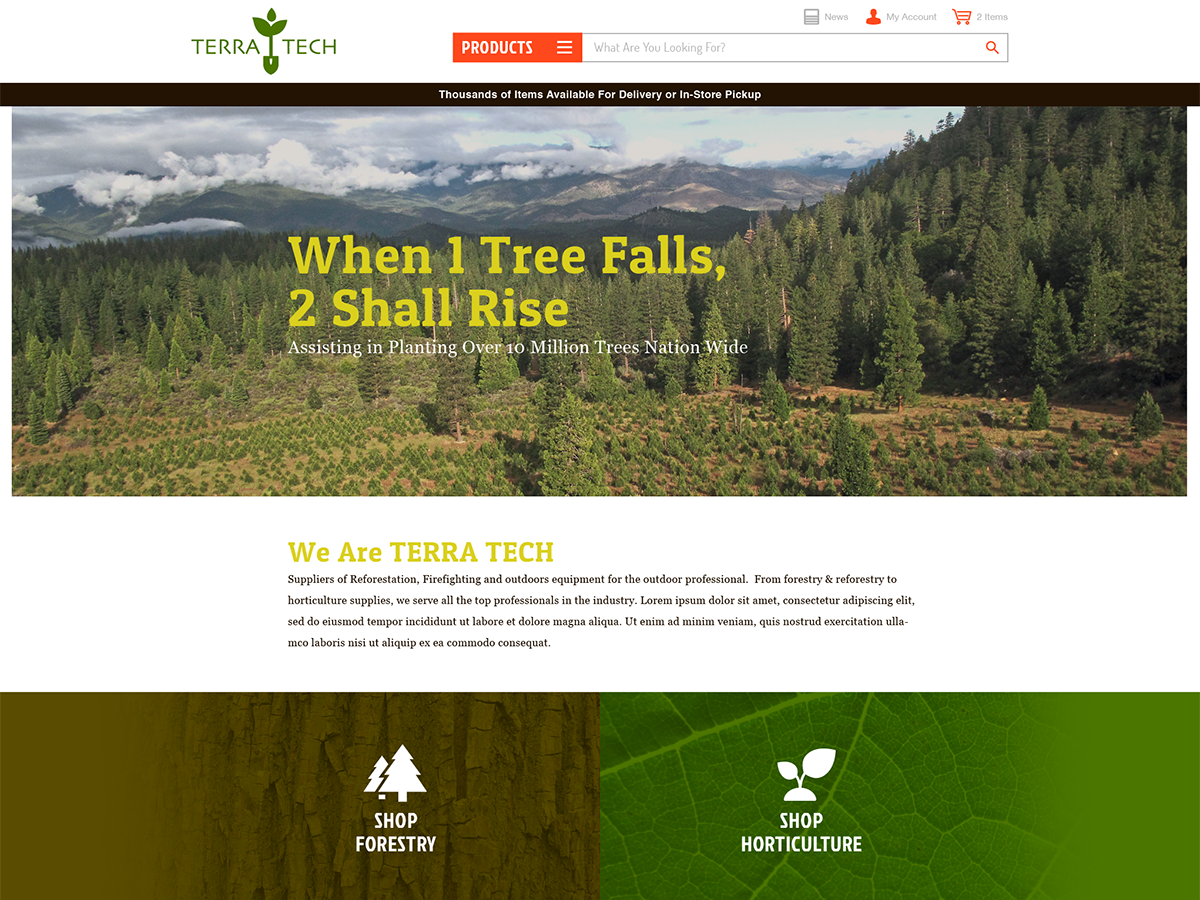 TERRA TECH
News
My Account
2 Items
PRODUCTS
What Are You Looking For?
Thousands of Items Available For Delivery or In-Store Pickup
When 1 Tree Falls,
2 Shall Rise
Assisting in Planting Over 10 Million Trees Nation Wide
We Are TERRA TECH
Suppliers of Reforestation, Firefighting and outdoors equipment for the outdoor professional.  From forestry & reforestry to
horticulture supplies, we serve all the top professionals in the industry. Lorem ipsum dolor sit amet, consectetur adipiscing elit,
sed do eiusmod tempor incididunt ut labore et dolore magna aliqua. Ut enim ad minim veniam, quis nostrud exercitation ulla-
mco laboris nisi ut aliquip ex ea commodo consequat.
SHOP
FORESTRY
SHOP
HORTICULTURE